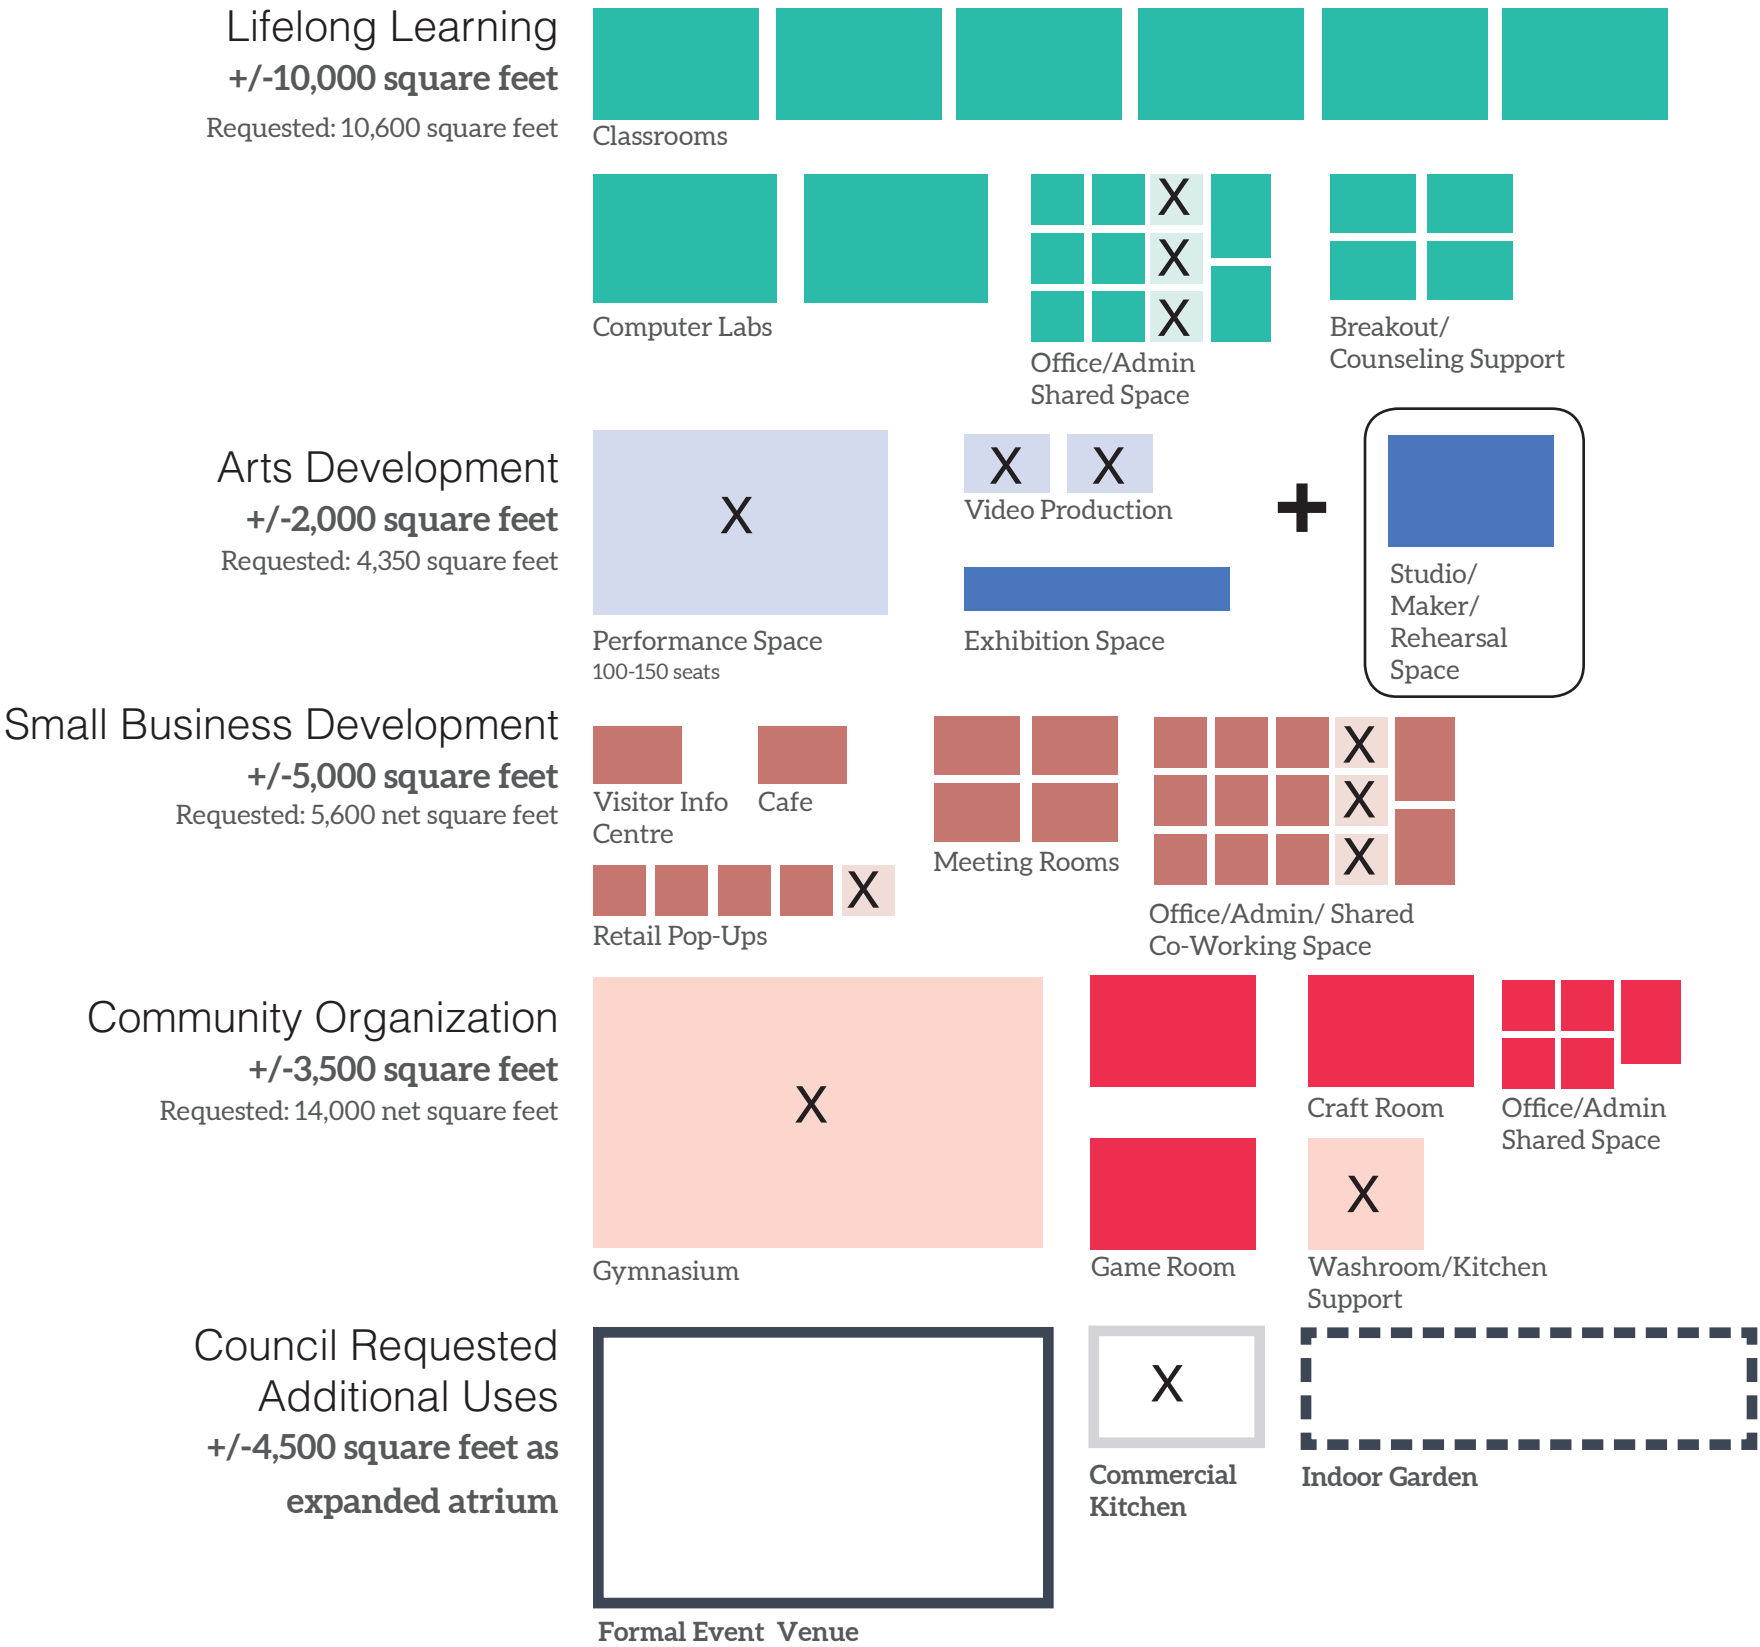 Lifelong Learning
+/-10,000 square feet
Requested: 10,600 square feet
Classrooms
Computer Labs
X
X
X
Office/Admin
Shared Space
Breakout/
Counseling Support
Arts Development
+/-2,000 square feet
Requested: 4,350 square feet
X
Performance Space
100-150 seats
X X
Video Production
Exhibition Space
+
Studio/
Maker/
Rehearsal
Space
Small Business Development
+/-5,000 square feet
Requested: 5,600 net square feet
Visitor Info
Centre
Cafe
X
Retail Pop-Ups
Meeting Rooms
X
X
X
Office/Admin/ Shared
Co-Working Space
Community Organization
+/-3,500 square feet
Requested: 14,000 net square feet
X
Gymnasium
Craft Room
Office/Admin
Shared Space
Game Room
X
Washroom/Kitchen
Support
Council Requested
Additional Uses
+/-4,500 square feet as
expanded atrium
Formal Event Venue
X
Commercial
Kitchen
Indoor Garden